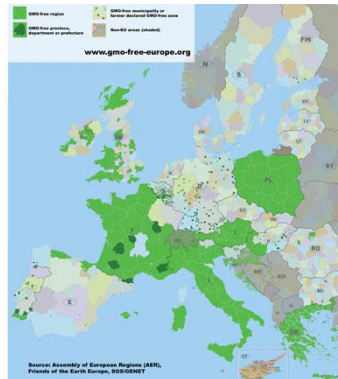 GMO-free region
GMO-free province,
department or prefecture
GMO-free municipality or
farmer declared GMO-free zone
Non-EU areas (shaded)
www.gmo-free-europe.org
FIN
N
S
PL
BY
RO
E
Source: Assembly of European Regions (AER),
Friends of the Earth Europe, SOS/GENET